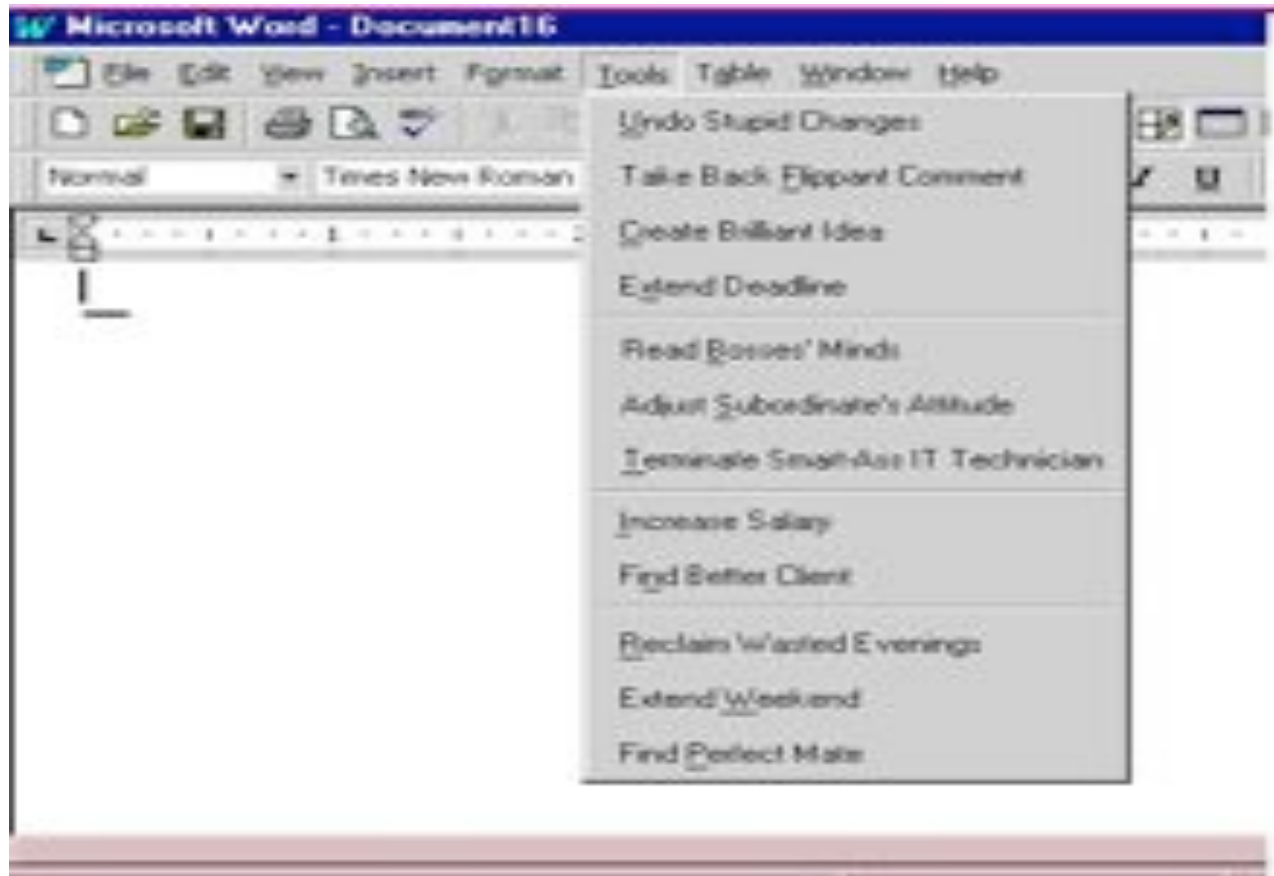 Microsoft Word - Document16
File Edit View Insert Format Tools Table Window Help
Normal Times New Roman U
Undo Stupid Changes
Take Back Flippant Comment
Create Brilliant Idea
Extend Deadline
Read Bosses' Minds
Adjust Subordinate's Attitude
Terminate Smart-Ass IT Technician
Increase Salary
Find Better Client
Reclaim Wasted Evenings
Extend Weekend
Find Perfect Mate